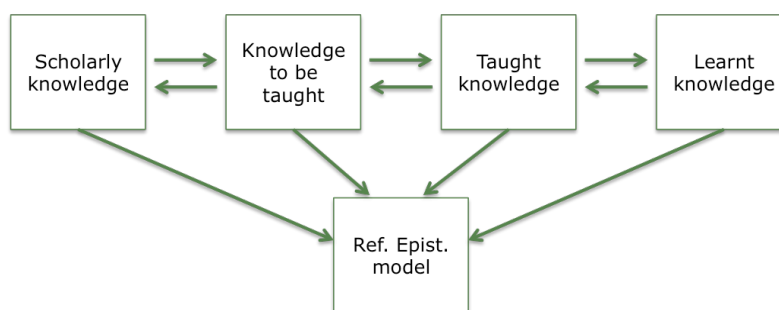 Scholarly
knowledge
Knowledge
to be
taught
Taught
knowledge
Learnt
knowledge
Ref. Epist.
model